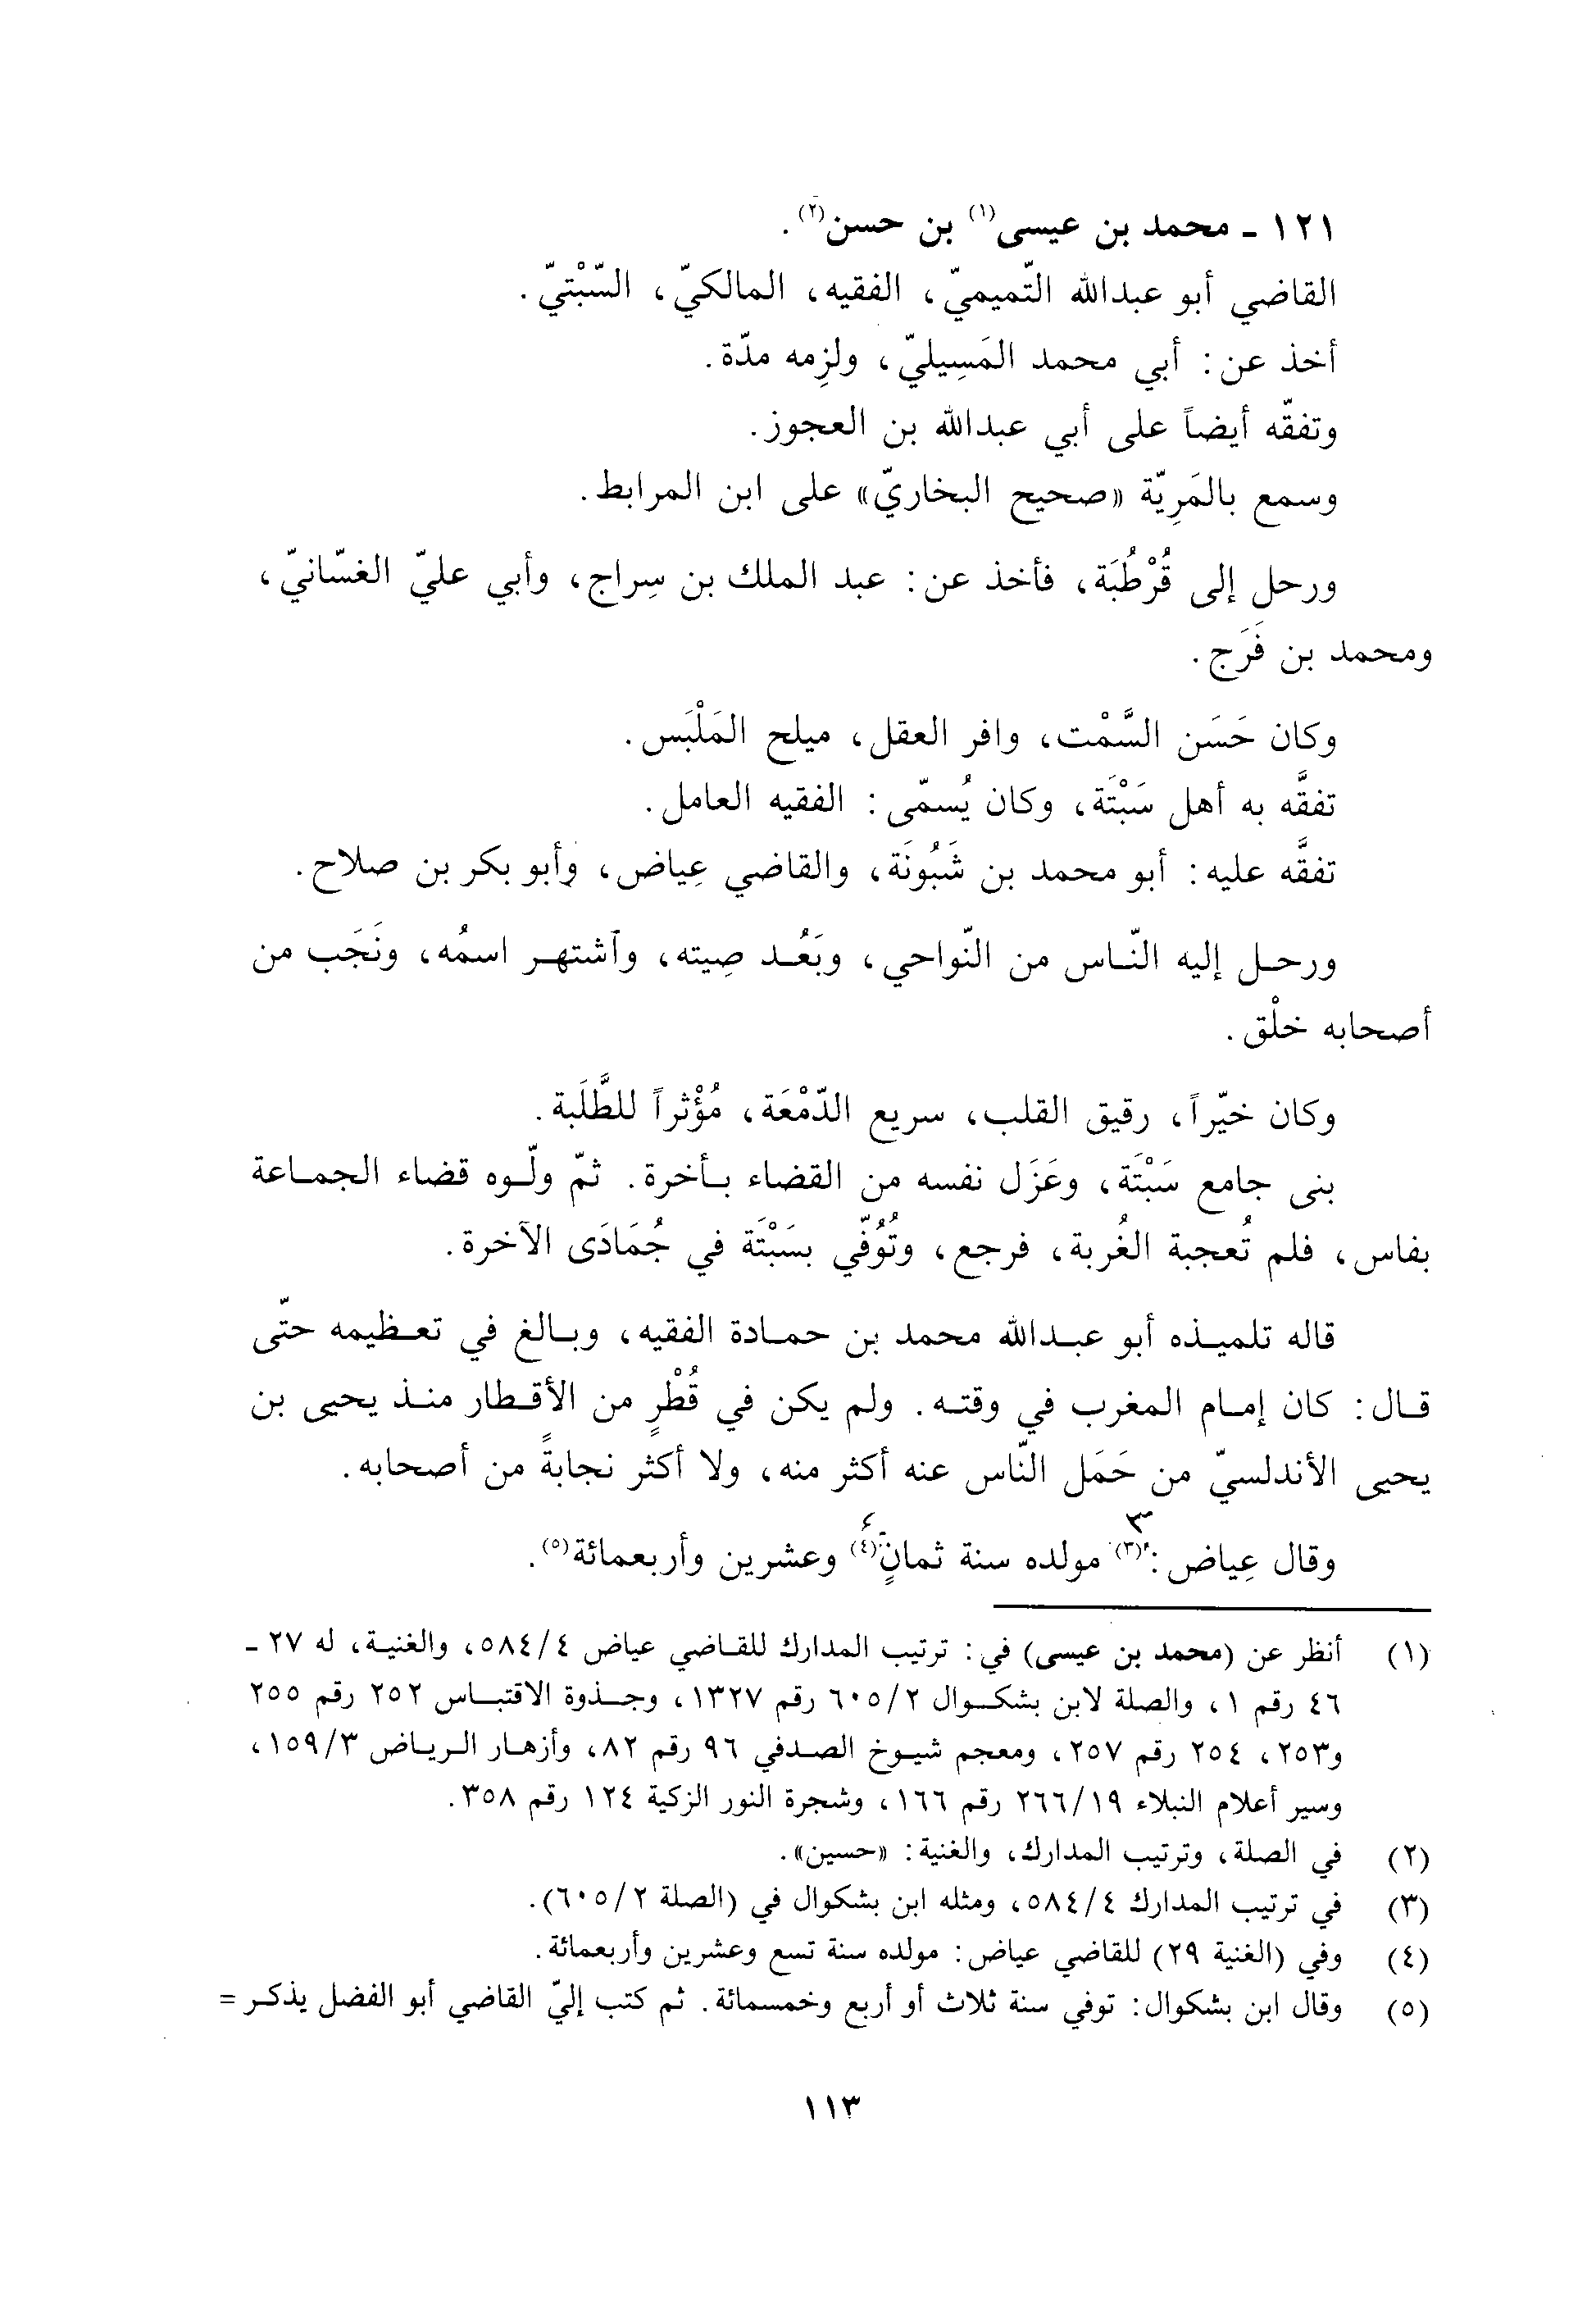 ١٢١ ـ محمد بن عيسى(١) بن حسن(٢).
القاضي أبو عبدالله التّميميّ، الفقيه، المالكيّ، السّبْتيّ.
أخذ عن: أبي محمد المَسِيليّ، ولزِمه مدّة.
وتفقّه أيضاً على أبي عبدالله بن العجوز.
وسمع بالمَرِيّة «صحيح البخاريّ» على ابن المرابط.
ورحل إلى قُرْطُبَة، فأخذ عن: عبد الملك بن سِراج، وأبي عليّ الغسّانيّ،
ومحمد بن فَرَج.
وكان حَسَن السَّمْت، وافر العقل، ميلح المَلْبَس.
تفقَّه به أهل سَبْتَة، وكان يُسمّى: الفقيه العامل.
تفقَّه عليه: أبو محمد بن شَبُونَة، والقاضي عِياض، وأبو بكر بن صلاح.
ورحل إليه النّاس من النّواحي، وبَعُد صِيته، وآشتهر اسمُه، ونَجَب من
أصحابه خلْق.
وكان خيّراً، رقيق القلب، سريع الدّمْعَة، مُؤْثراً للطَّلَبة.
بنى جامع سَبْتَة، وعَزَل نفسه من القضاء بأخرة. ثمّ ولّوه قضاء الجماعة
بفاس، فلم تُعجبة الغُربة، فرجع، وتُوُفّي بسَبْتَة في جُمَادَى الآخرة.
قاله تلميذه أبو عبدالله محمد بن حمادة الفقيه، وبالغ في تعظيمه حتّى
قال: كان إمام المغرب في وقته. ولم يكن في قُطْرٍ من الأقطار منذ يحيى بن
يحيى الأندلسيّ من حَمَل النّاس عنه أكثر منه، ولا أكثر نجابةً من أصحابه.
وقال عِياض:(٣) مولده سنة ثمانٍ(٤) وعشرين وأربعمائة(٥).
(١) أنظر عن (محمد بن عيسى) في: ترتيب المدارك للقاضي عياض ٥٨٤/٤، والغنية، له ٢٧ ـ
٤٦ رقم ١، والصلة لابن بشكوال ٦٠٥/٢ رقم ١٣٢٧، وجذوة الاقتباس ٢٥٢ رقم ٢٥٥
و٢٥٣، ٢٥٤ رقم ٢٥٧، ومعجم شيوخ الصدفي ٩٦ رقم ٨٢، وأزهار الرياض ١٥٩/٣،
وسير أعلام النبلاء ٢٦٦/١٩ رقم ١٦٦، وشجرة النور الزكية ١٢٤ رقم ٣٥٨.
(٢) في الصلة، وترتيب المدارك، والغنية: «حسين».
(٣) في ترتيب المدارك ٥٨٤/٤، ومثله ابن بشكوال في (الصلة ٦٠٥/٢).
(٤) وفي (الغنية ٢٩) للقاضي عياض: مولده سنة تسع وعشرين وأربعمائة.
(٥) وقال ابن بشكوال: توفي سنة ثلاث أو أربع وخمسمائة. ثم كتب إليّ القاضي أبو الفضل يذكر =
١١٣